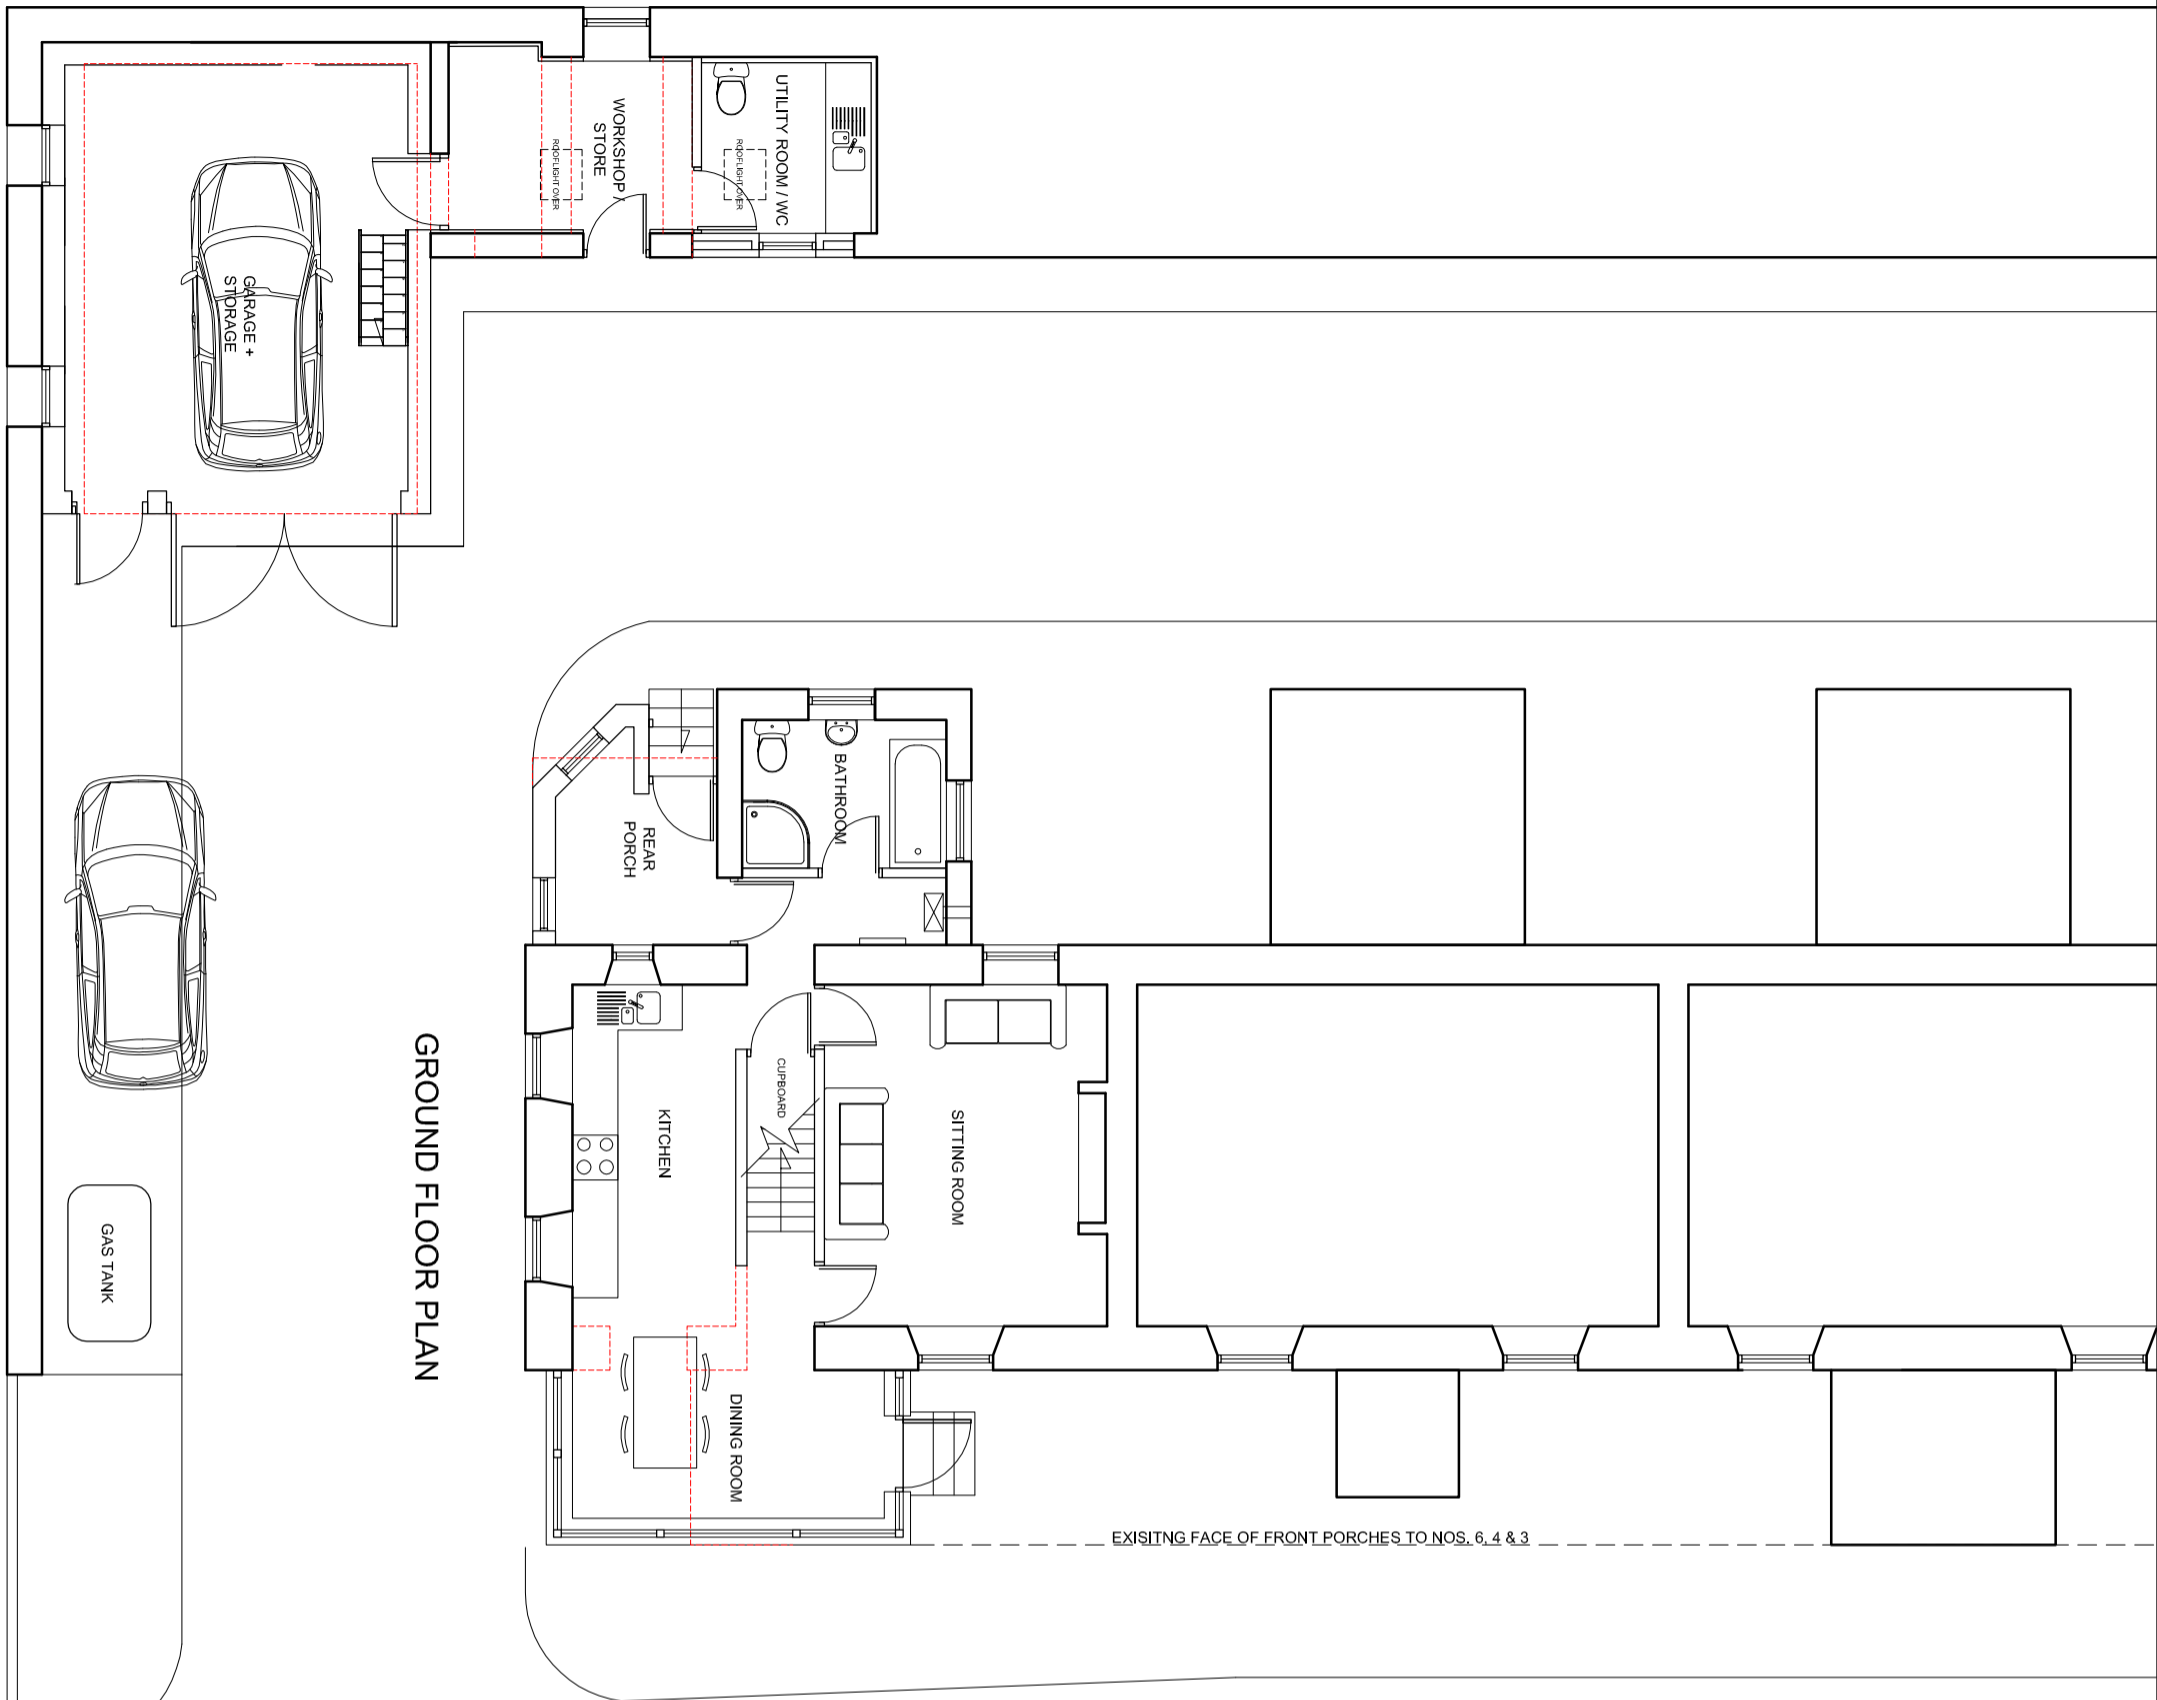 WORKSHOP /
STORE
ROOFLIGHT OVER
UTILITY ROOM / WC
ROOFLIGHT OVER
GARAGE +
STORAGE
BATHROOM
REAR
PORCH
CUPBOARD
KITCHEN
SITTING ROOM
GROUND FLOOR PLAN
GAS TANK
DINING ROOM
EXISITNG FACE OF FRONT PORCHES TO NOS. 6, 4 & 3